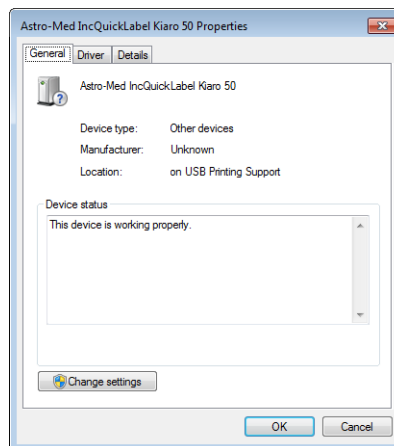 Astro-Med IncQuickLabel Kiaro 50 Properties
General Driver Details
Astro-Med IncQuickLabel Kiaro 50
Device type: Other devices
Manufacturer: Unknown
Location: on USB Printing Support
Device status
This device is working properly.
Change settings
OK Cancel